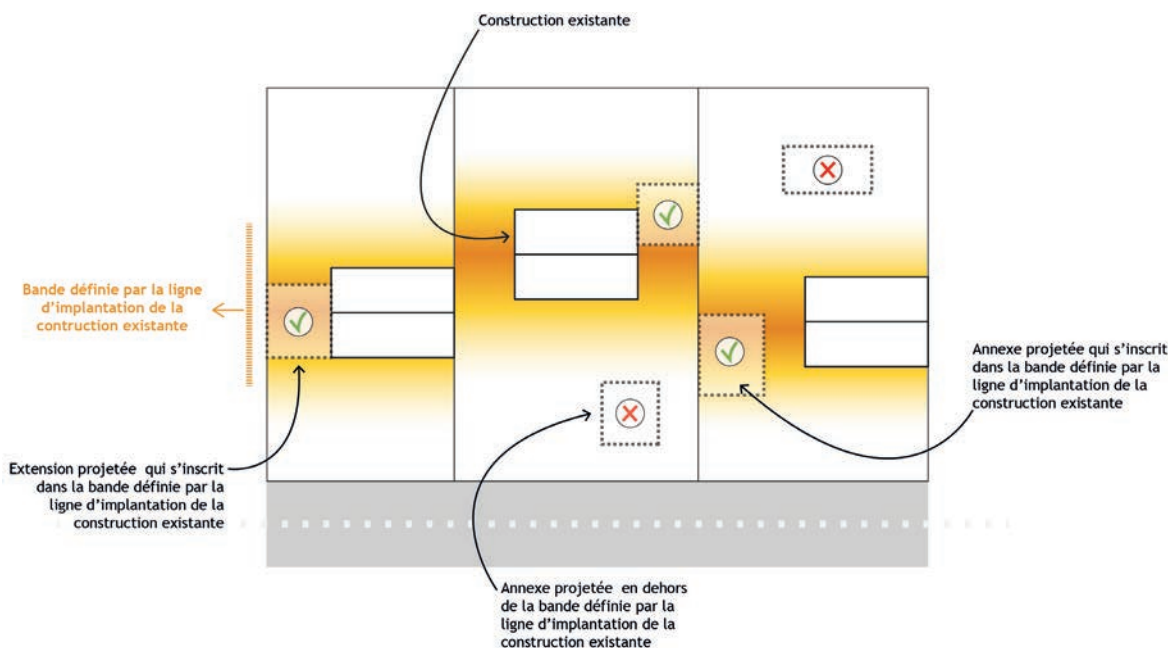 Construction existante
Bande définie par la ligne
d'implantation de la
contruction existante
Annexe projetée qui s'inscrit
dans la bande définie par la
ligne d'implantation de la
construction existante
Extension projetée qui s'inscrit
dans la bande définie par la
ligne d'implantation de la
construction existante
Annexe projetée en dehors
de la bande définie par la
ligne d'implantation de la
construction existante